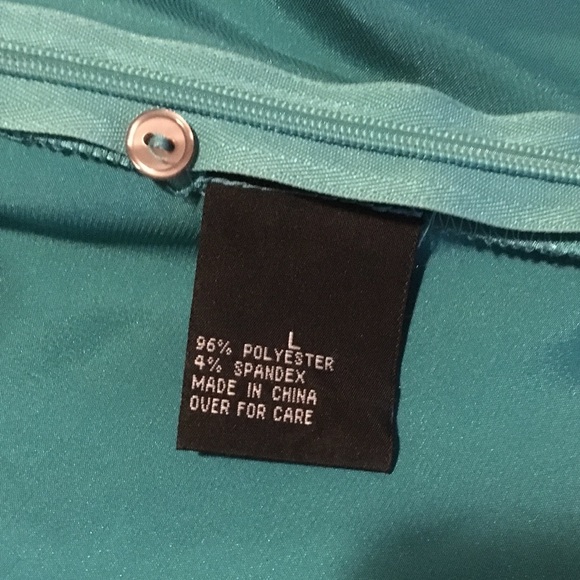 L
96% POLYESTER
4% SPANDEX
MADE IN CHINA
OVER FOR CARE